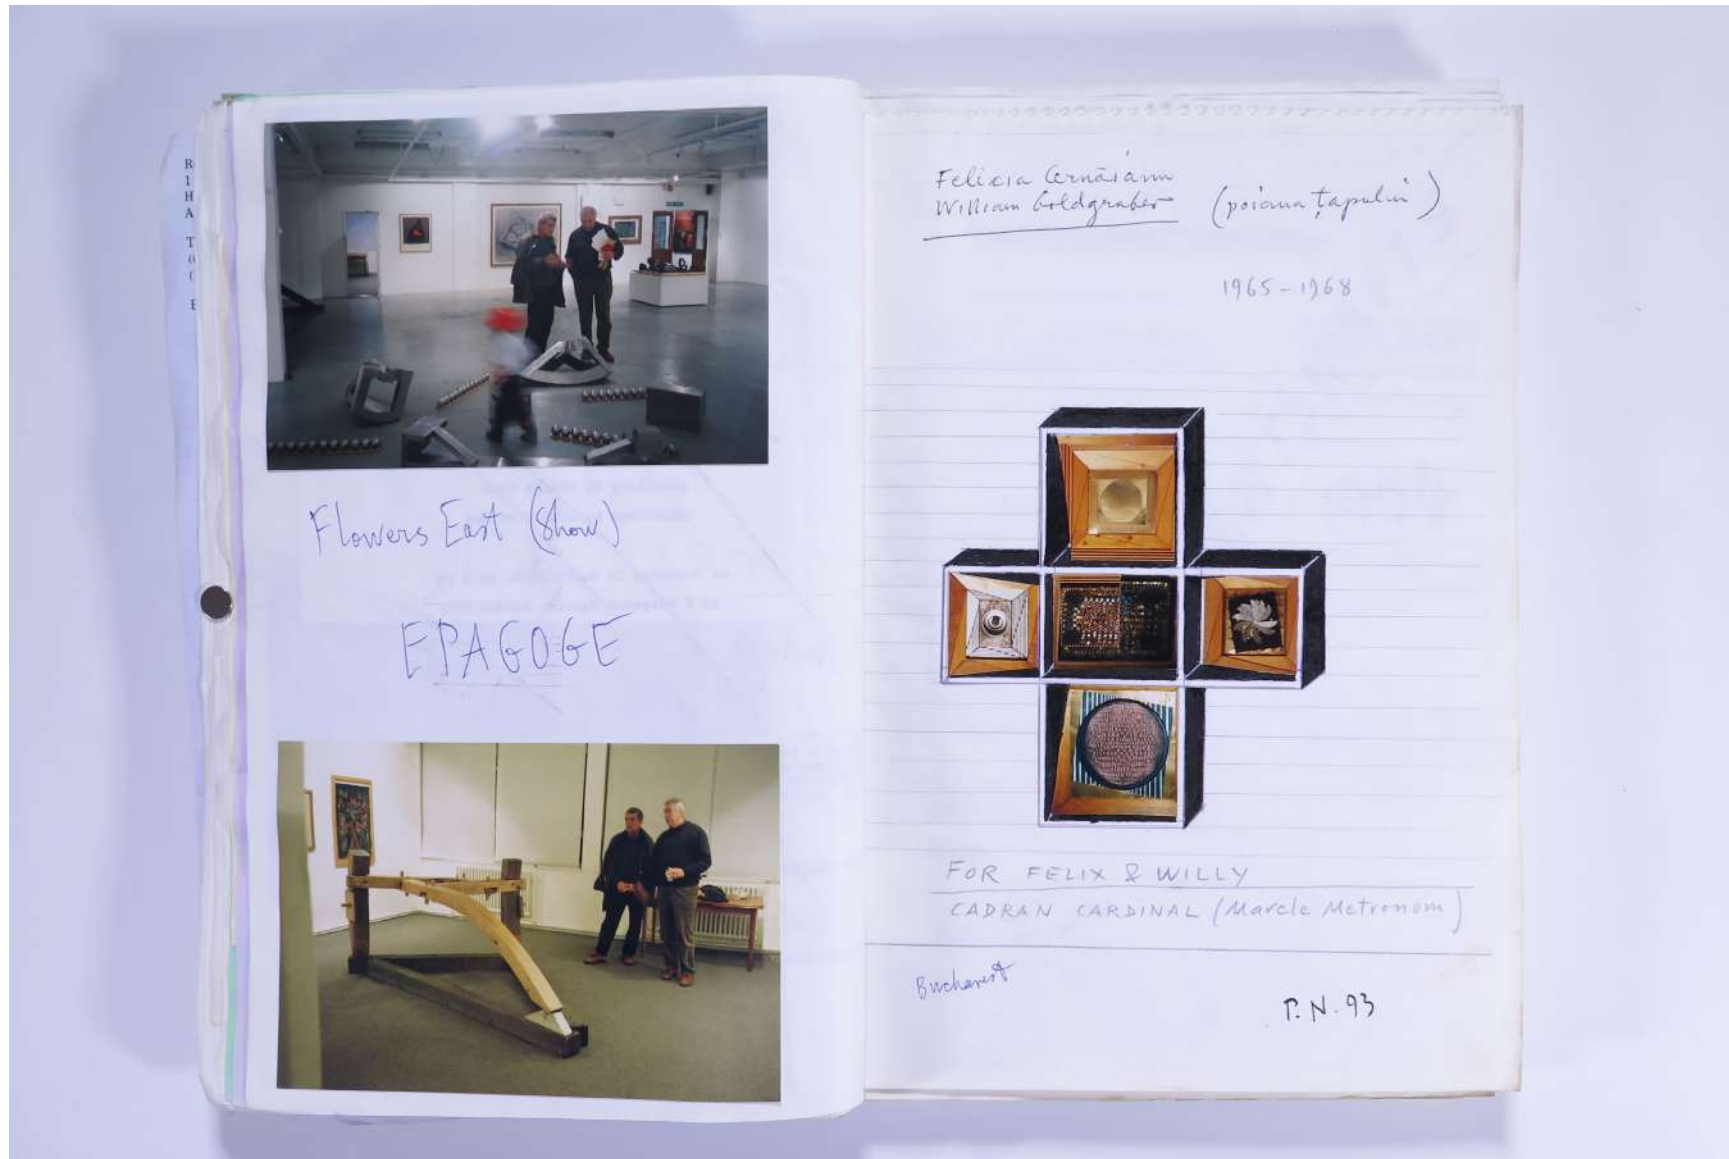 R
1
H
A
T
E
Flowers East (Show)
EPAGOGE
Felicia Cernăianu
William Goldgraber (poiana țapului)
1965-1968
FOR FELIX & WILLY
CADRAN CARDINAL (Marele Metronom)
Bucharest
P.N.93